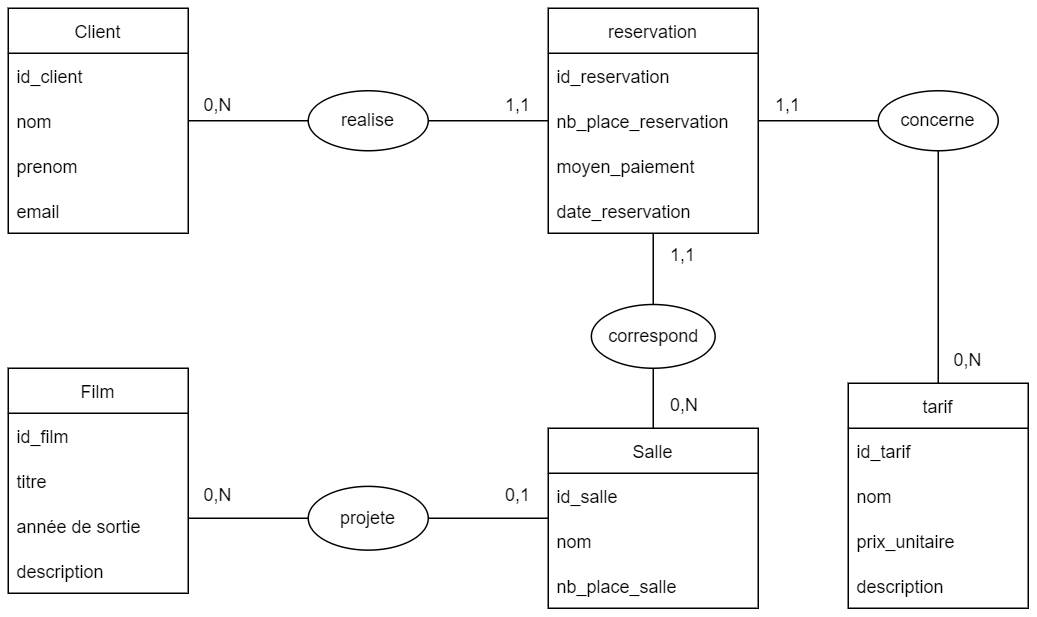 Client
id_client
nom
prenom
email
0,N
realise
1,1
reservation
id_reservation
nb_place_reservation
moyen_paiement
date_reservation
1,1
concerne
1,1
correspond
0,N
0,N
Film
id_film
titre
année de sortie
description
0,N
projete
0,1
Salle
id_salle
nom
nb_place_salle
tarif
id_tarif
nom
prix_unitaire
description